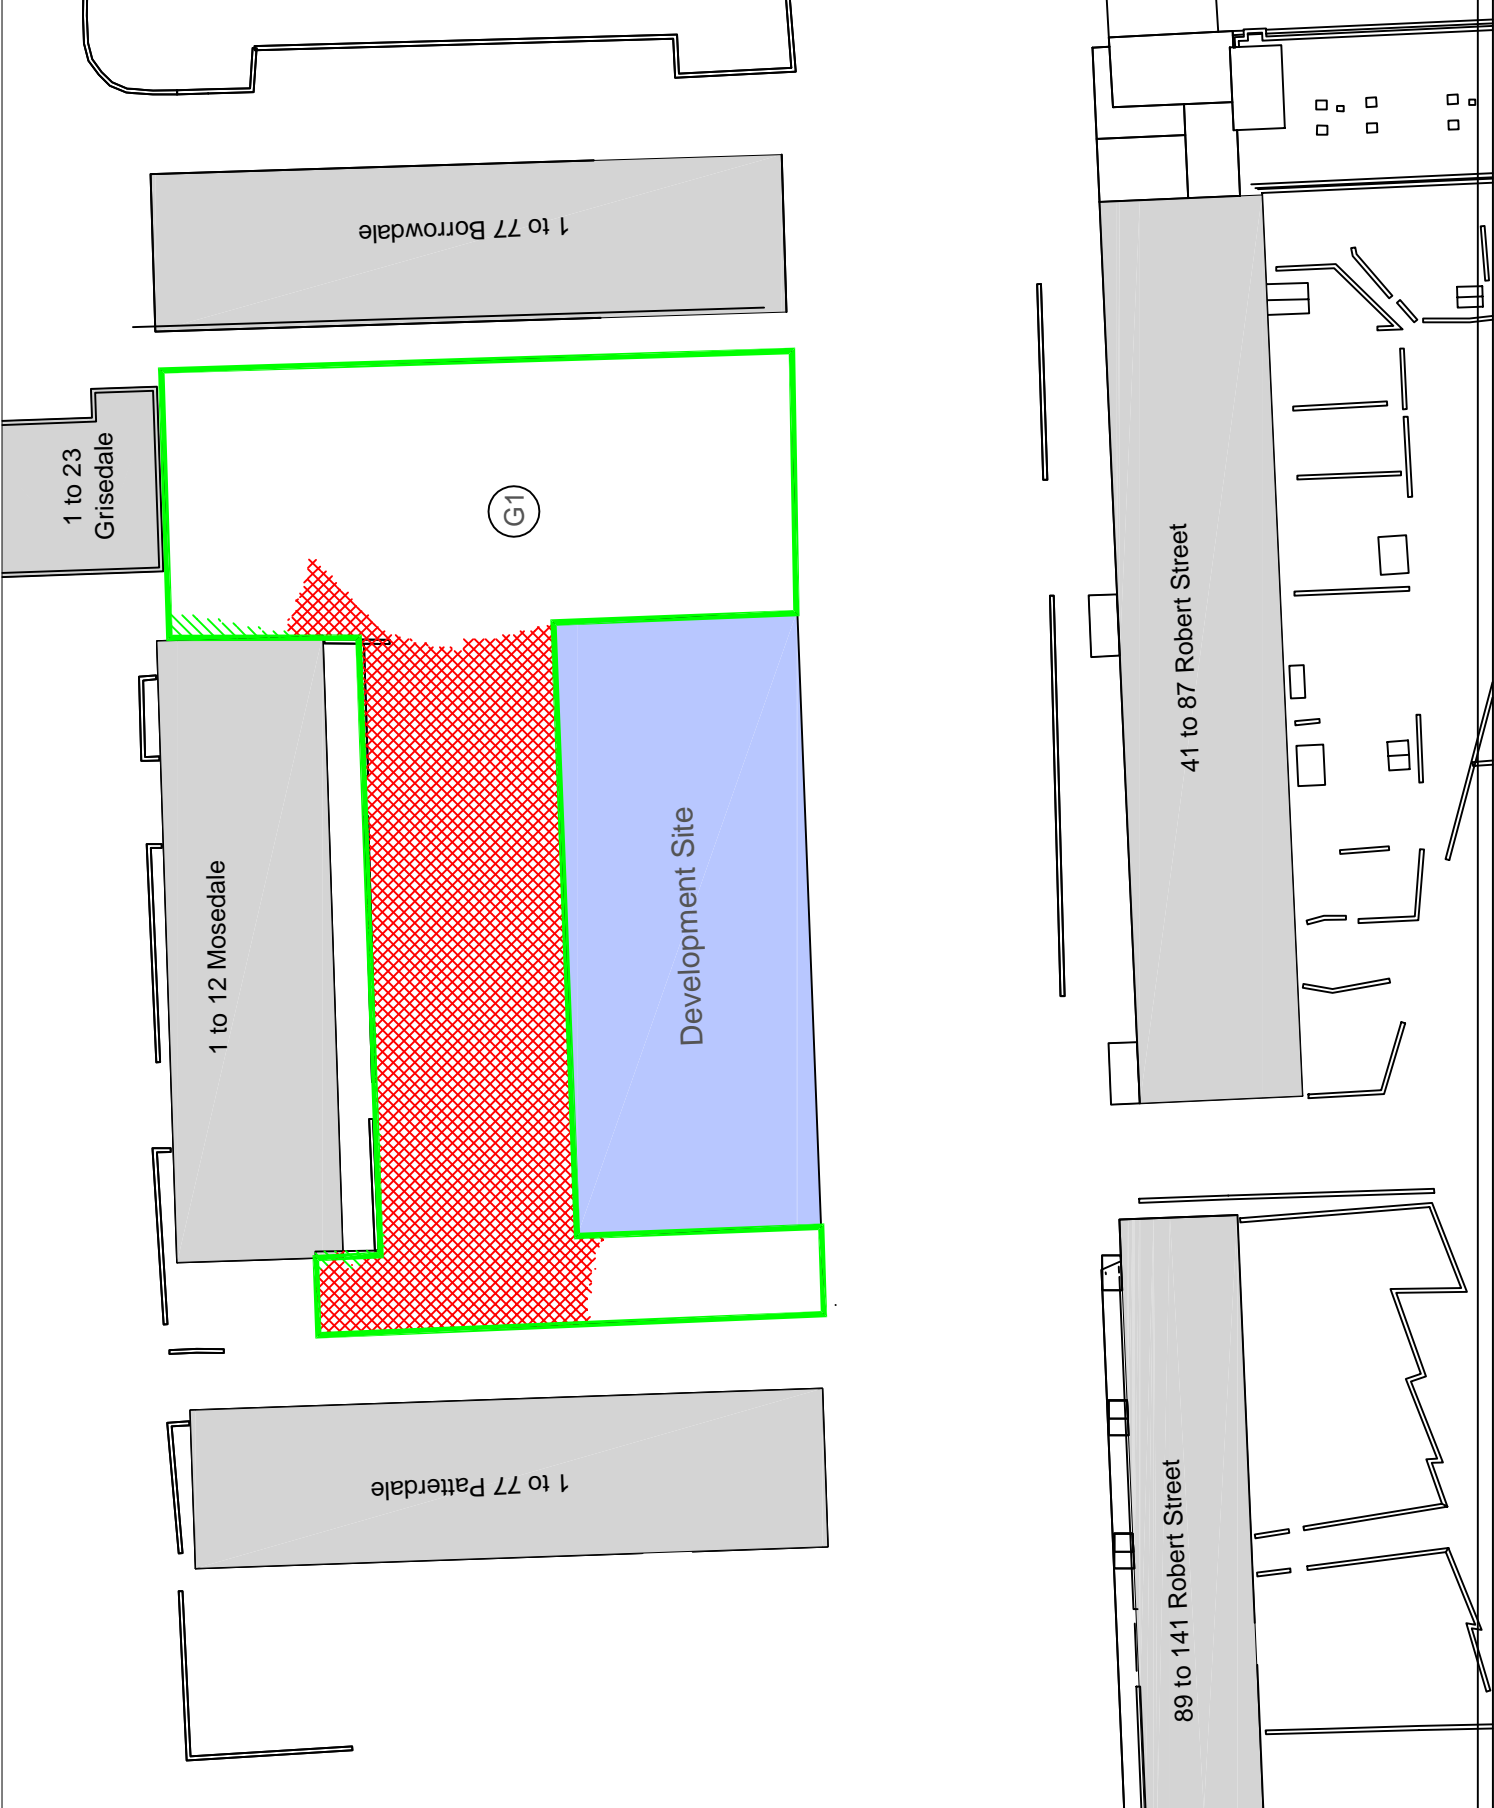 1 to 77 Borrowdale
1 to 23
Grisedale
G1
41 to 87 Robert Street
Development Site
1 to 12 Mosedale
1 to 77 Patterdale
89 to 141 Robert Street